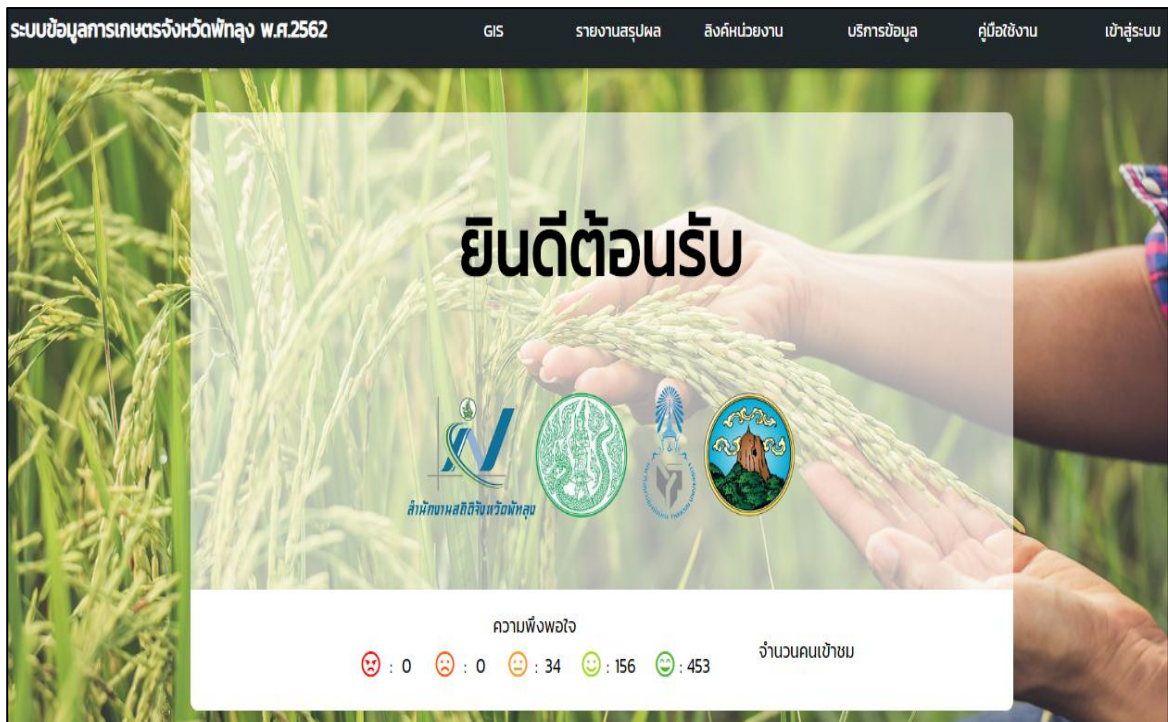 ระบบข้อมูลการเกษตรจังหวัดพัทลุง พ.ศ.2562 GIS รายงานสรุปผล ลิงค์หน่วยงาน บริการข้อมูล คู่มือใช้งาน เข้าสู่ระบบ
ยินดีต้อนรับ
สำนักงานสถิติจังหวัดพัทลุง
ความพึงพอใจ
: 0 : 0 : 34 : 156 : 453
จำนวนคนเข้าชม